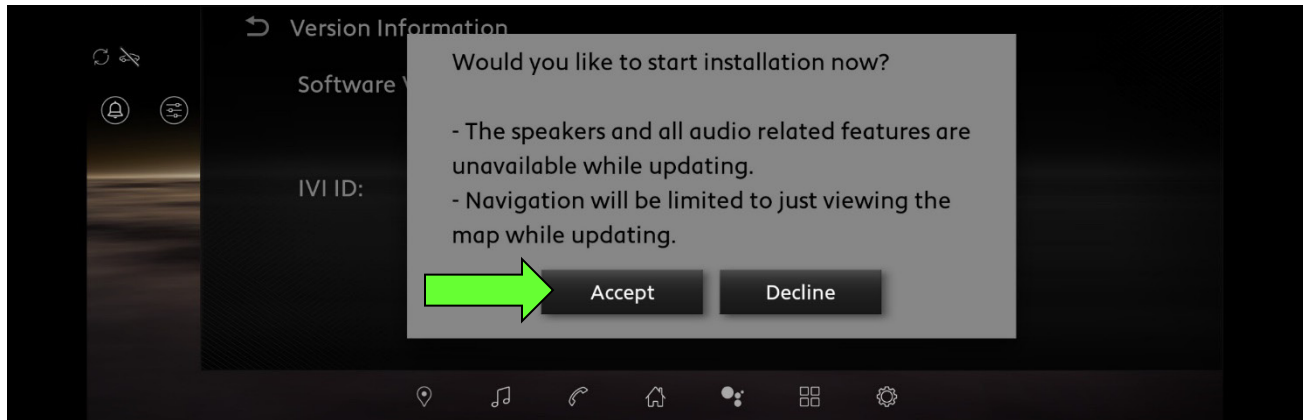 Version Information
Software V
Would you like to start installation now?
- The speakers and all audio related features are
unavailable while updating.
- Navigation will be limited to just viewing the
map while updating.
IVI ID:
Accept
Decline